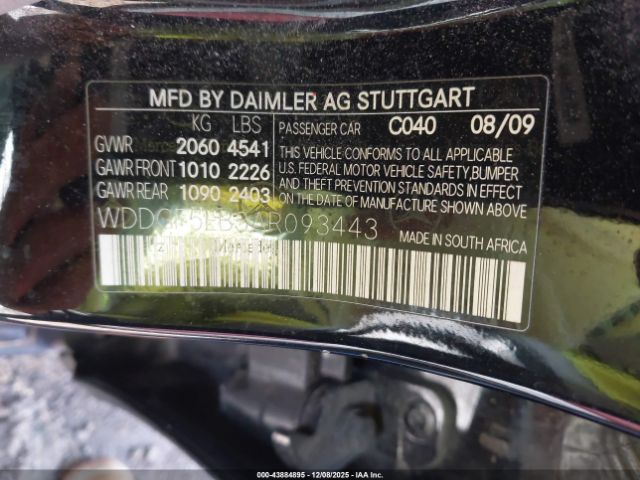 MFD BY DAIMLER AG STUTTGART
KG LBS
GVWR 2060 4541
GAWR FRONT 1010 2226
GAWR REAR 1090 2403
PASSENGER CAR C040 08/09
THIS VEHICLE CONFORMS TO ALL APPLICABLE
U.S. FEDERAL MOTOR VEHICLE SAFETY, BUMPER
AND THEFT PREVENTION STANDARDS IN EFFECT
ON THE DATE OF MANUFACTURE SHOWN ABOVE.
MADE IN SOUTH AFRICA
000-43884895 | 12/08/2025 - IAAI, INC.